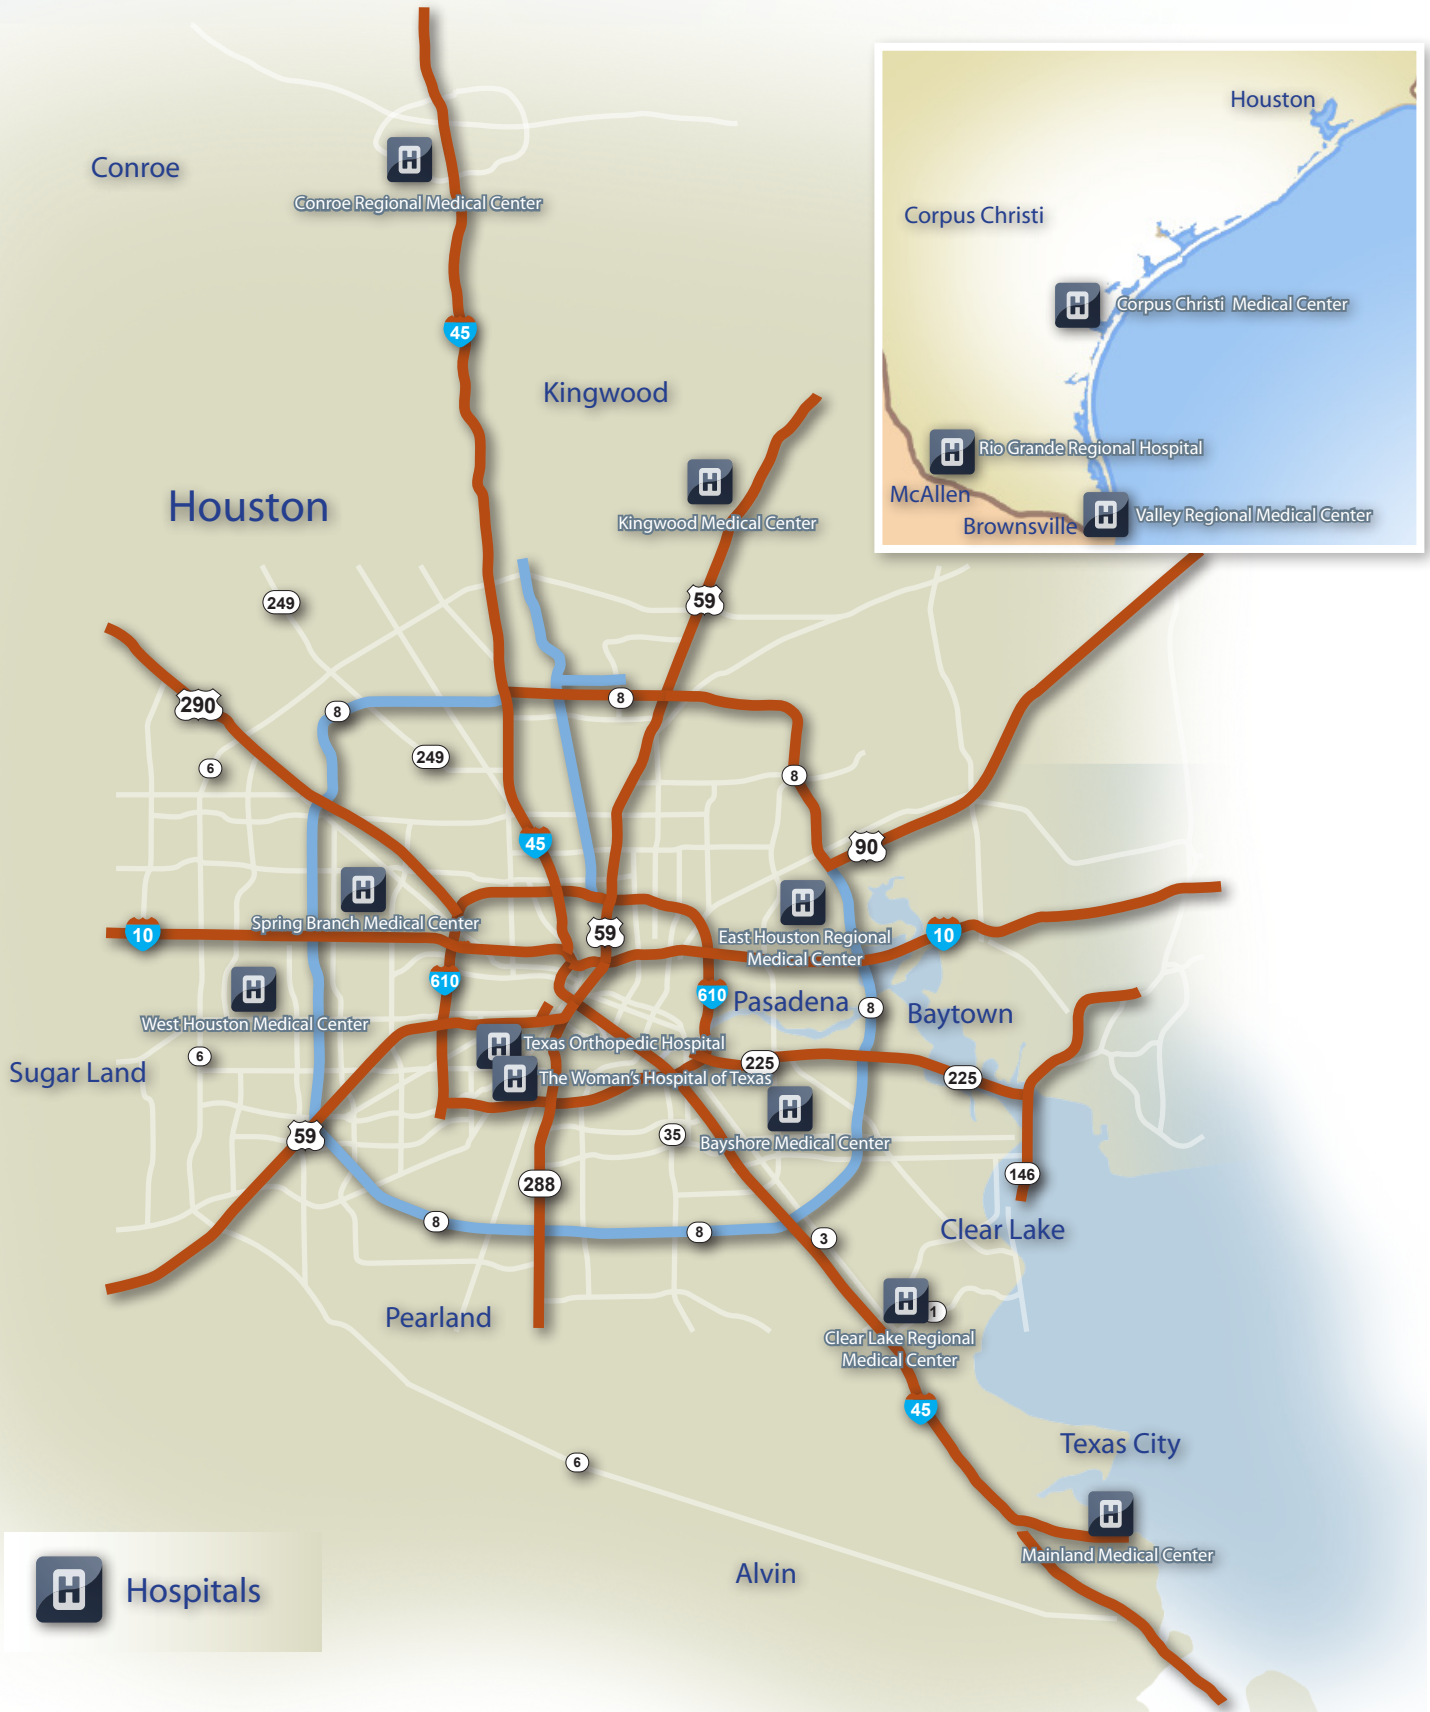 Houston
Conroe
H
Conroe Regional Medical Center
Corpus Christi
H
Corpus Christi Medical Center
45
Kingwood
H
Rio Grande Regional Hospital
H
Kingwood Medical Center
McAllen
Brownsville
H
Valley Regional Medical Center
Houston
249
59
290
8
8
249
6
8
45
90
H
Spring Branch Medical Center
H
East Houston Regional
Medical Center
10
59
10
610
610
H
West Houston Medical Center
Pasadena
8
Baytown
6
Sugar Land
H
Texas Orthopedic Hospital
H
The Woman's Hospital of Texas
225
225
59
35
H
Bayshore Medical Center
288
146
8
8
3
Clear Lake
Pearland
H
1
Clear Lake Regional
Medical Center
45
Texas City
6
H
Mainland Medical Center
Alvin
H
Hospitals